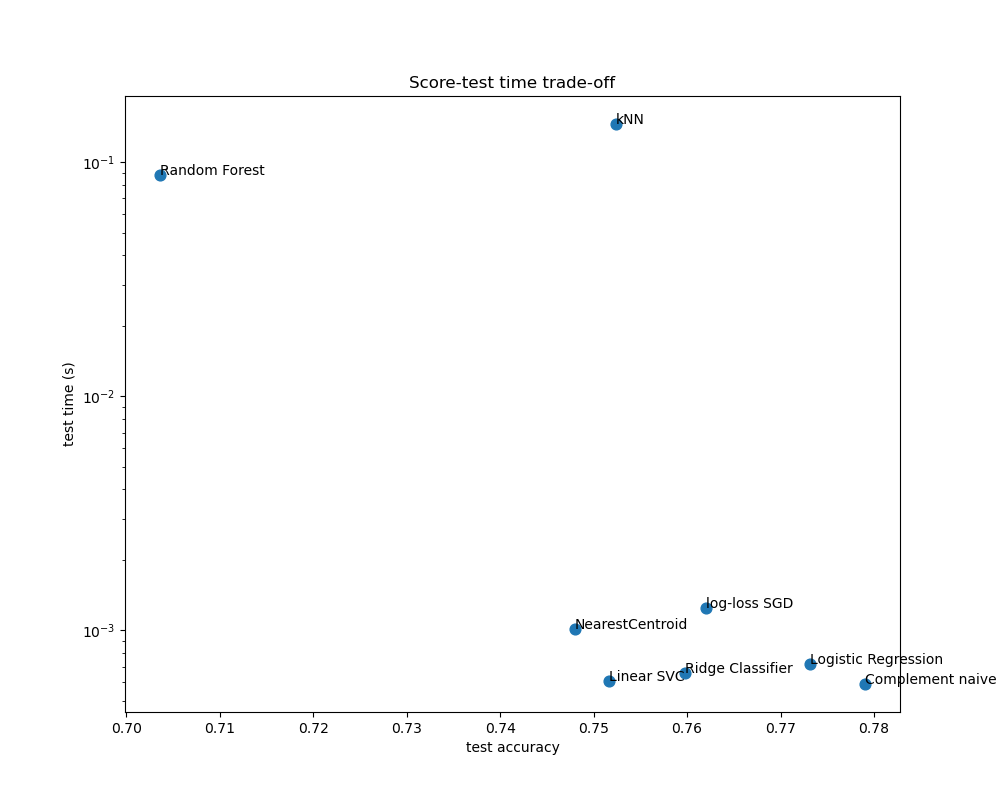 Score-test time trade-off
kNN
Random Forest
log-loss SGD
NearestCentroid
Logistic Regression
Ridge Classifier
Linear SVC
Complement naive
test time (s)
10⁻¹
10⁻²
10⁻³
0.70 0.71 0.72 0.73 0.74 0.75 0.76 0.77 0.78
test accuracy